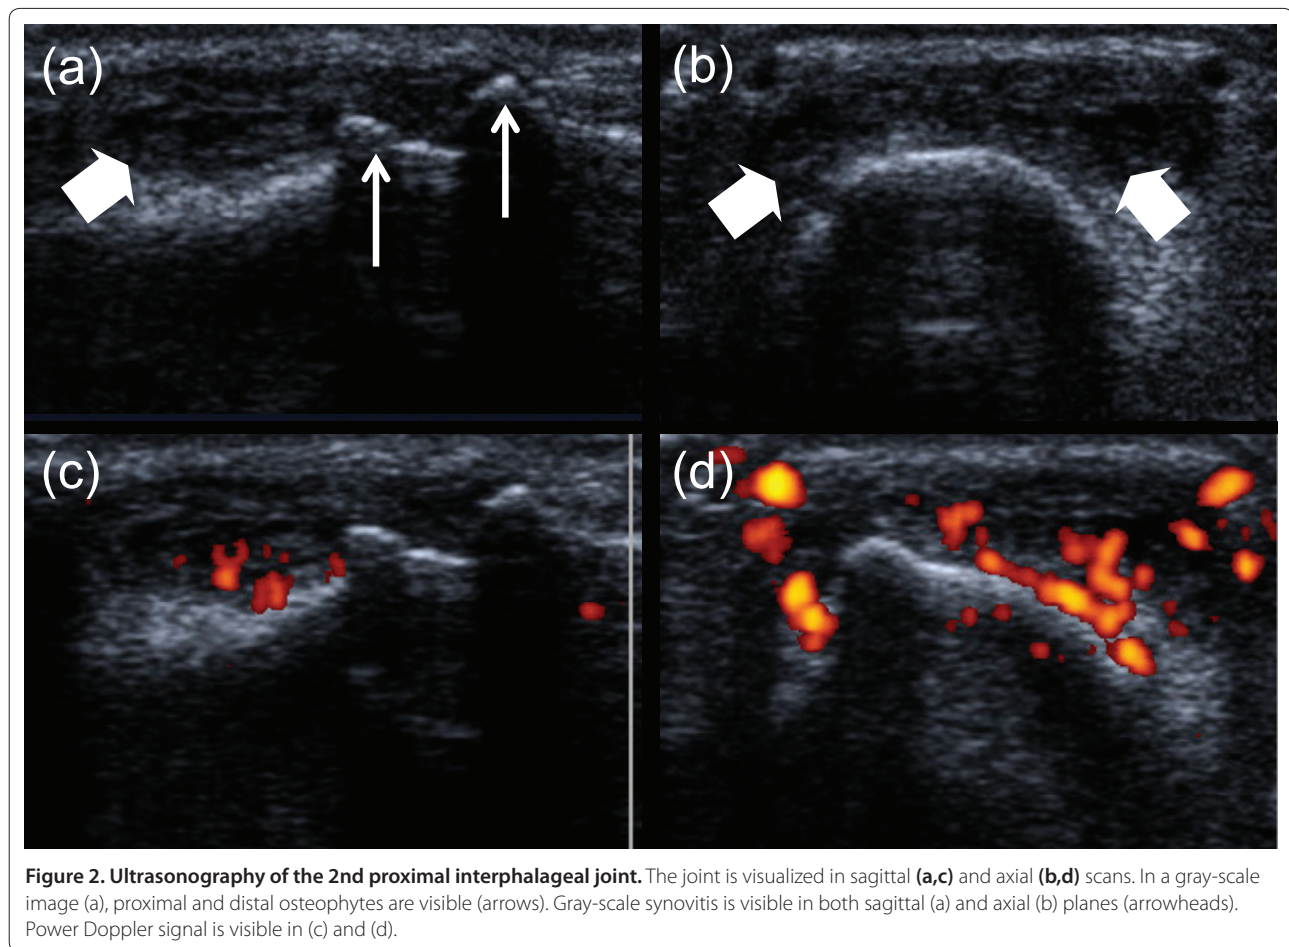 (a)
(b)
(c)
(d)
Figure 2. Ultrasonography of the 2nd proximal interphalageal joint. The joint is visualized in sagittal (a,c) and axial (b,d) scans. In a gray-scale
image (a), proximal and distal osteophytes are visible (arrows). Gray-scale synovitis is visible in both sagittal (a) and axial (b) planes (arrowheads).
Power Doppler signal is visible in (c) and (d).